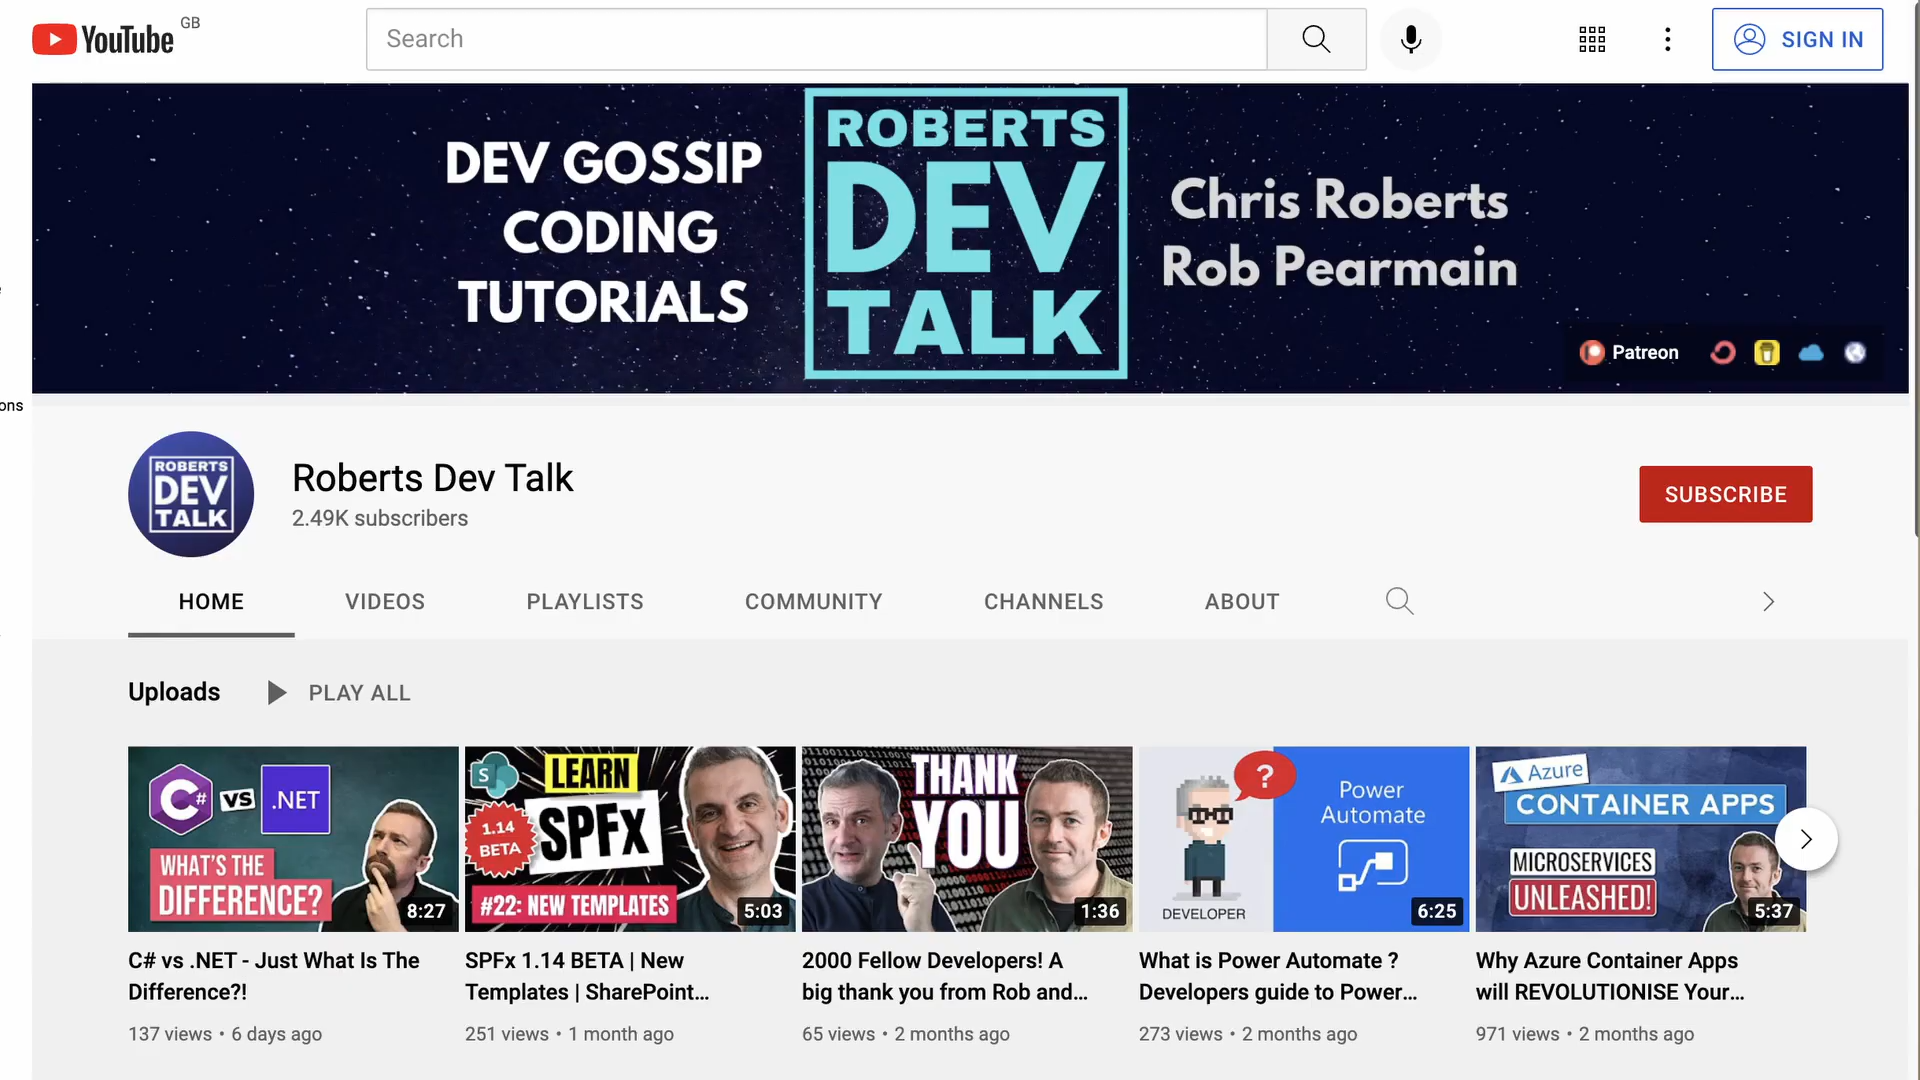 YouTube GB
Search
SIGN IN
DEV GOSSIP
CODING
TUTORIALS
ROBERTS
DEV
TALK
Chris Roberts
Rob Pearmain
Patreon
ons
ROBERTS
DEV
TALK
Roberts Dev Talk
2.49K subscribers
SUBSCRIBE
HOME VIDEOS PLAYLISTS COMMUNITY CHANNELS ABOUT
Uploads PLAY ALL
C# VS .NET
WHAT'S THE
DIFFERENCE?
8:27
S
LEARN
1.14
BETA
SPFx
#22: NEW TEMPLATES
5:03
THANK
YOU
1:36
?
DEVELOPER
Power
Automate
6:25
Azure
CONTAINER APPS
MICROSERVICES
UNLEASHED!
5:37
C# vs .NET - Just What Is The
Difference?!
137 views • 6 days ago
SPFx 1.14 BETA | New
Templates | SharePoint...
251 views • 1 month ago
2000 Fellow Developers! A
big thank you from Rob and...
65 views • 2 months ago
What is Power Automate ?
Developers guide to Power...
273 views • 2 months ago
Why Azure Container Apps
will REVOLUTIONISE Your...
971 views • 2 months ago